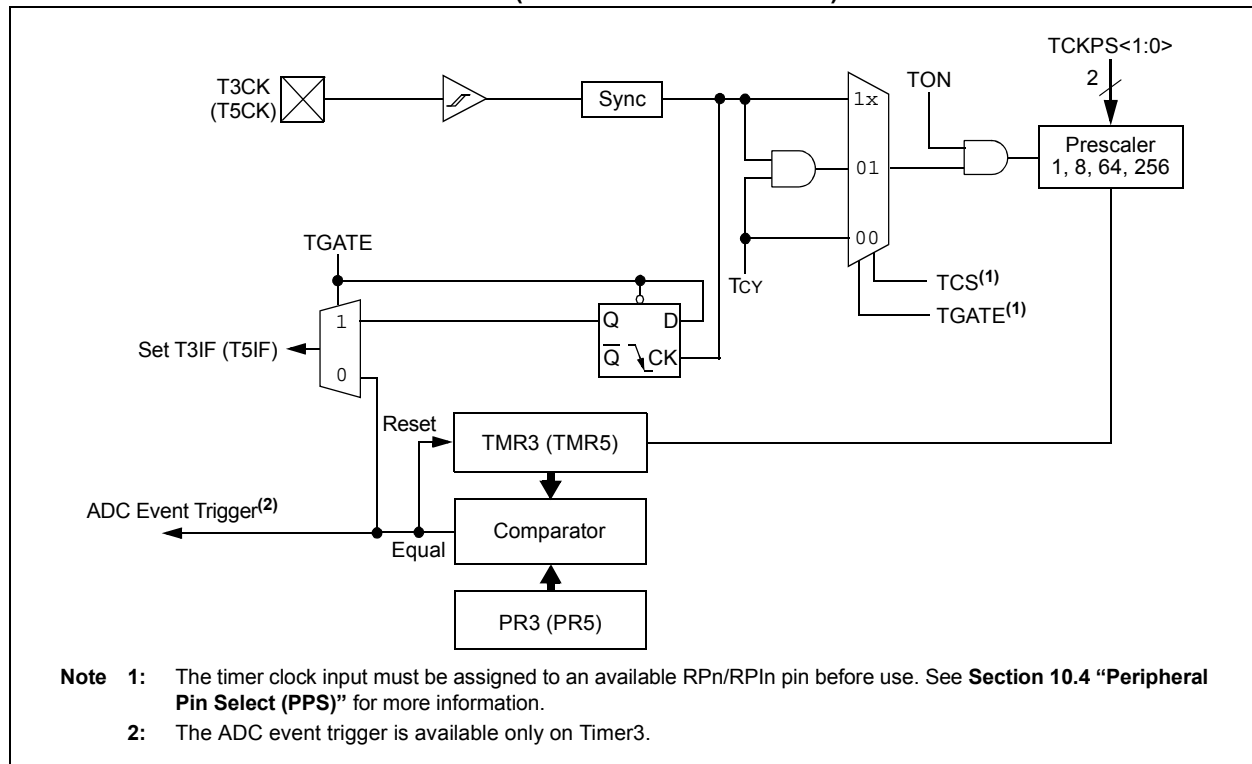 TCKPS<1:0>
2
T3CK
(T5CK)
Sync
1x
TON
Prescaler
1, 8, 64, 256
01
00
TGATE
TCY
TCS(1)
TGATE(1)
1
Q D
Set T3IF (T5IF)
Q CK
0
Reset
TMR3 (TMR5)
ADC Event Trigger(2)
Comparator
Equal
PR3 (PR5)
Note 1: The timer clock input must be assigned to an available RPn/RPIn pin before use. See Section 10.4 “Peripheral
Pin Select (PPS)” for more information.
2: The ADC event trigger is available only on Timer3.